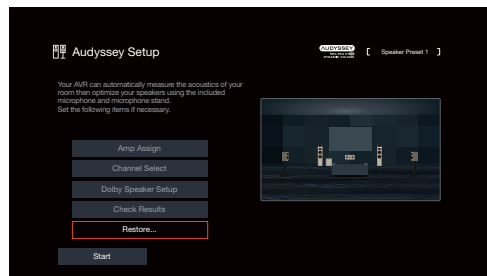 Audyssey Setup
AUDYSSEY
[ Speaker Preset 1 ]
Your AVR can automatically measure the acoustics of your
room then optimize your speakers using the included
microphone and microphone stand.
Set the following items if necessary.
Amp Assign
Channel Select
Dolby Speaker Setup
Check Results
Restore...
Start